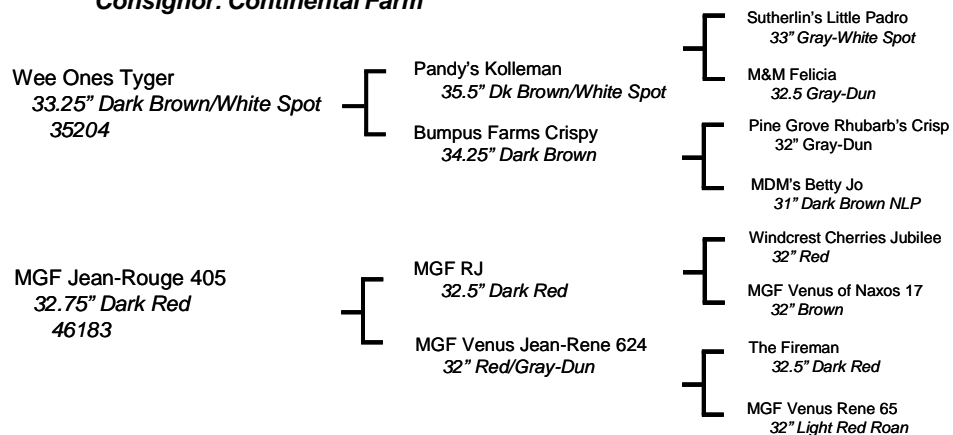 Consignor: Continental Farm
Wee Ones Tyger
33.25” Dark Brown/White Spot
35204
Pandy’s Kolleman
35.5” Dk Brown/White Spot
Bumpus Farms Crispy
34.25” Dark Brown
Sutherlin’s Little Padro
33” Gray-White Spot
M&M Felicia
32.5 Gray-Dun
Pine Grove Rhubarb’s Crisp
32” Gray-Dun
MDM’s Betty Jo
31” Dark Brown NLP
MGF Jean-Rouge 405
32.75” Dark Red
46183
MGF RJ
32.5” Dark Red
MGF Venus Jean-Rene 624
32” Red/Gray-Dun
Windcrest Cherries Jubilee
32” Red
MGF Venus of Naxos 17
32” Brown
The Fireman
32.5” Dark Red
MGF Venus Rene 65
32” Light Red Roan